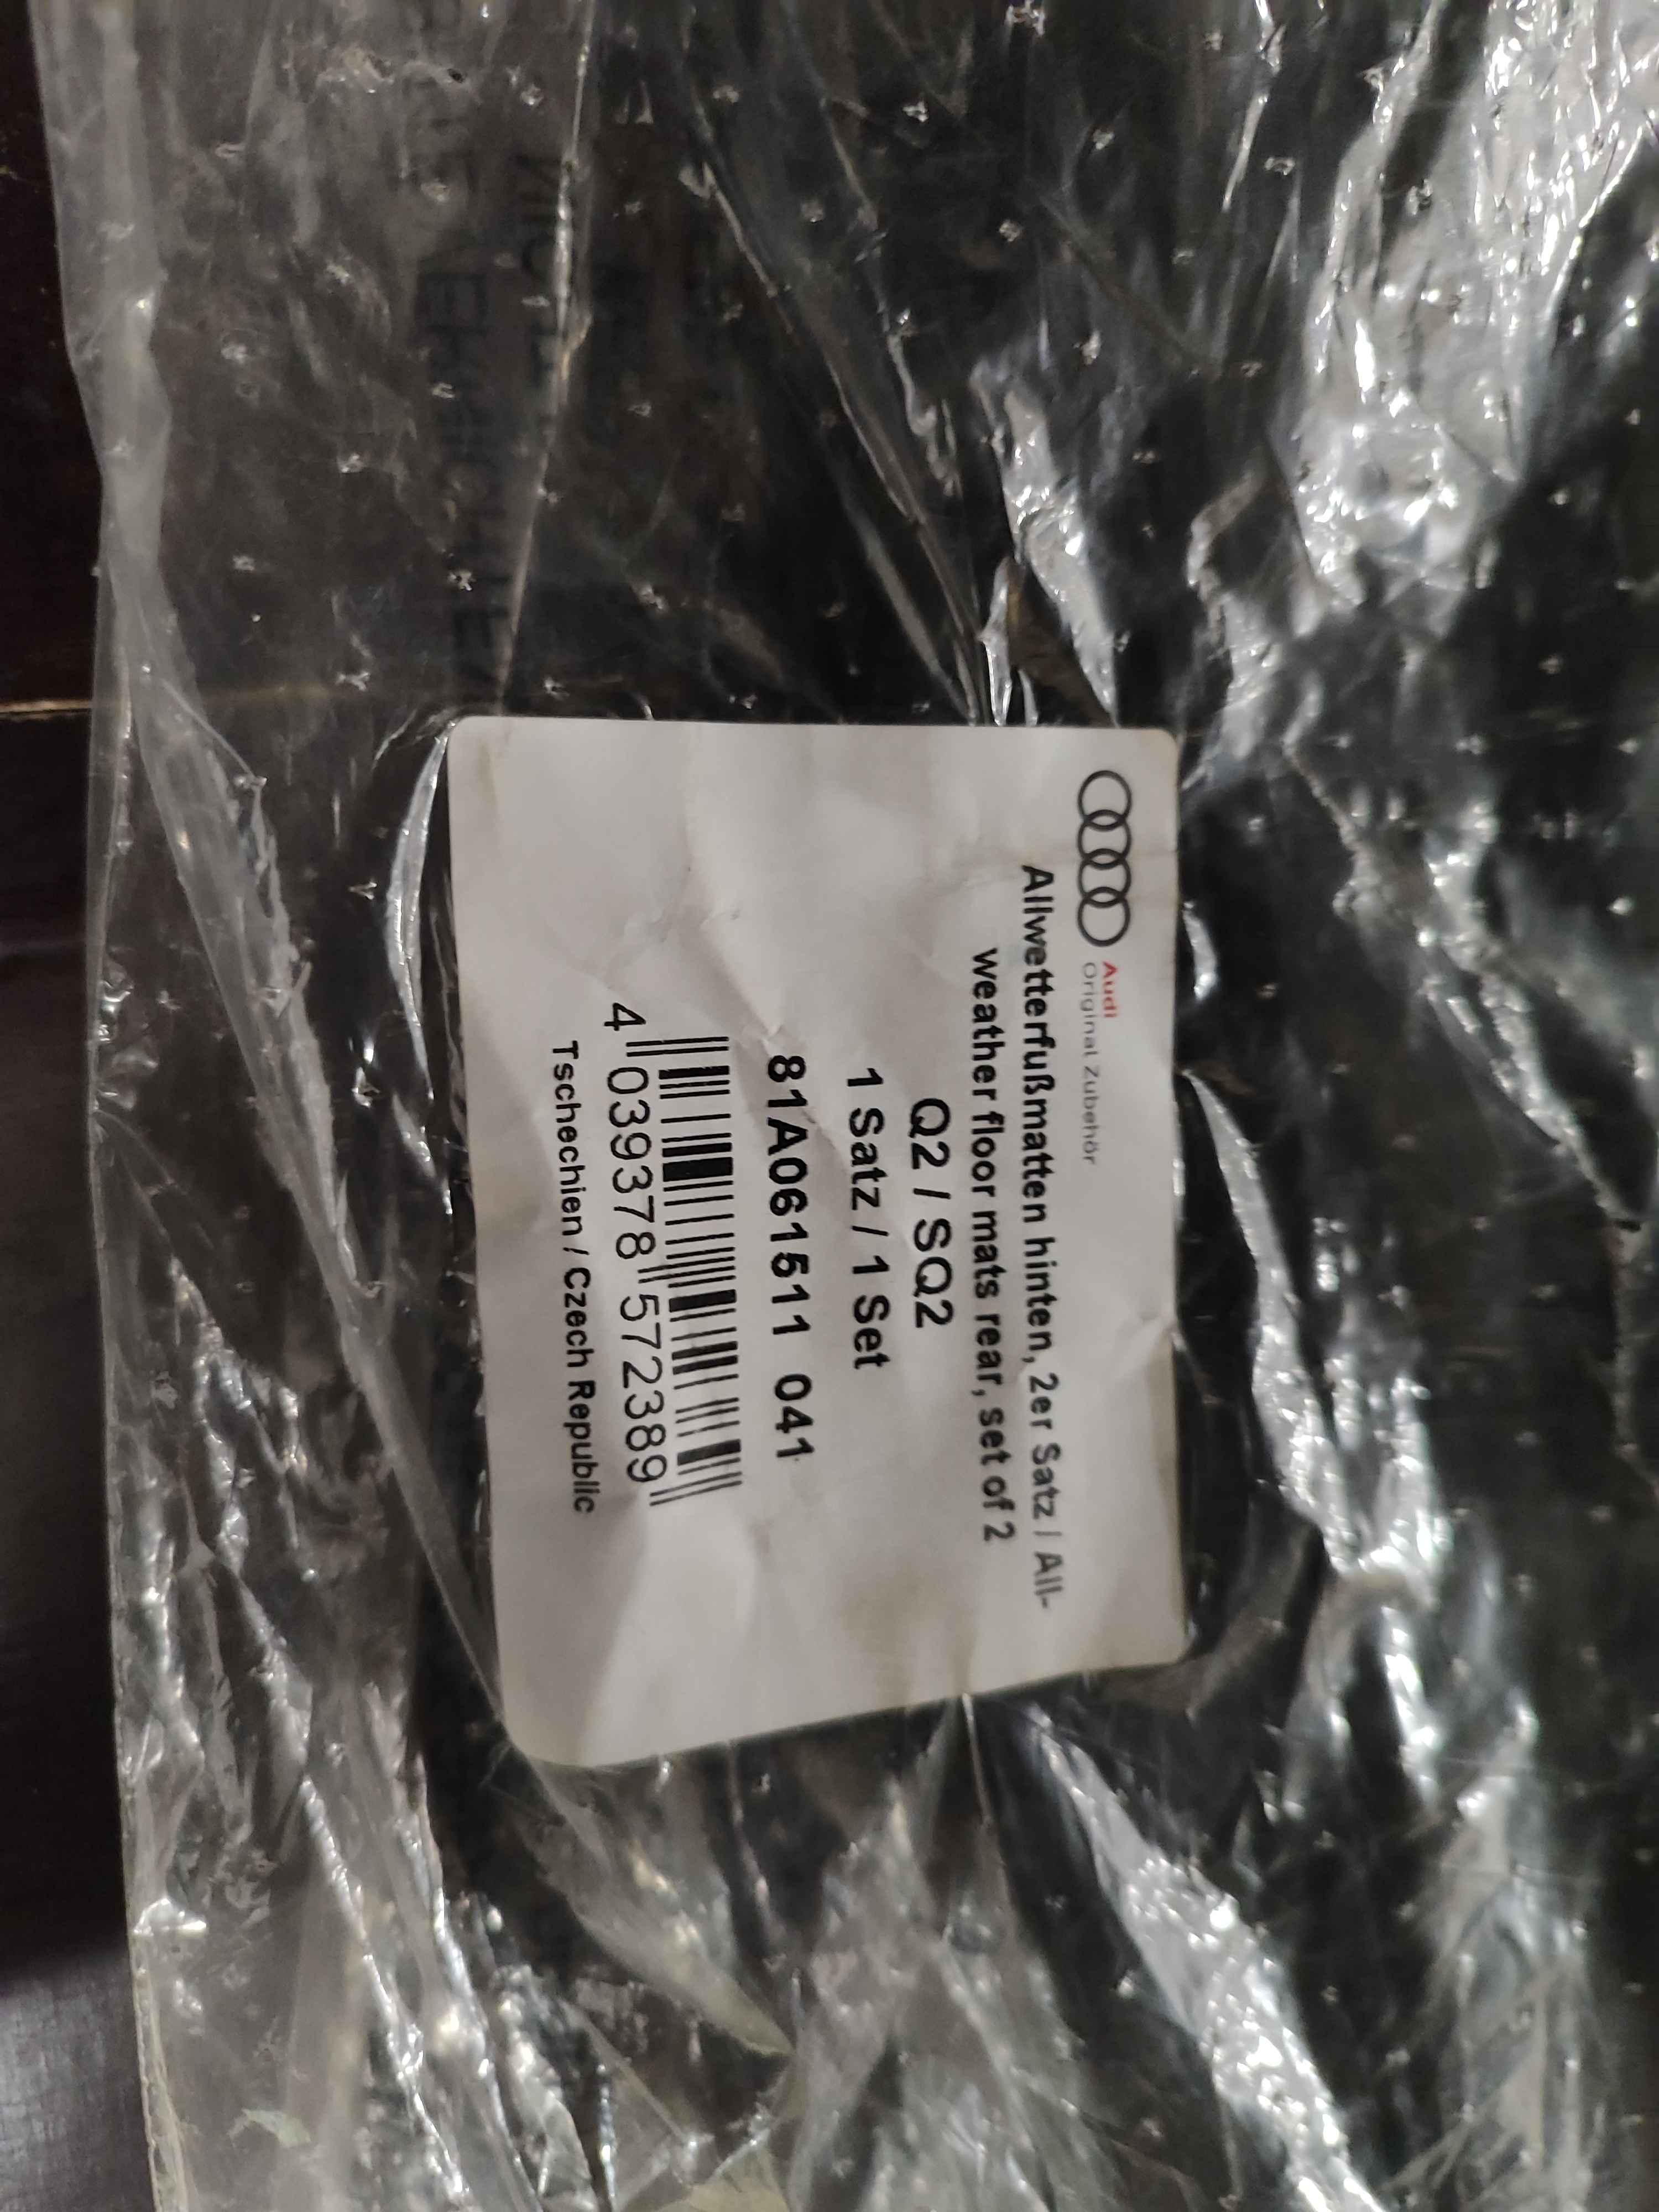 Audi
Original Zubehör
Allwetterfußmatten hinten, 2er Satz / All-
weather floor mats rear, set of 2
Q2 / SQ2
1 Satz / 1 Set
81A061511 041
4 039378 572389
Tschechien / Czech Republic